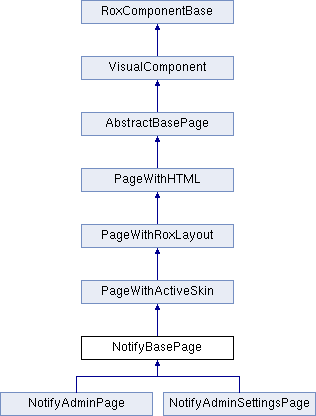 RoxComponentBase
VisualComponent
AbstractBasePage
PageWithHTML
PageWithRoxLayout
PageWithActiveSkin
NotifyBasePage
NotifyAdminPage
NotifyAdminSettingsPage